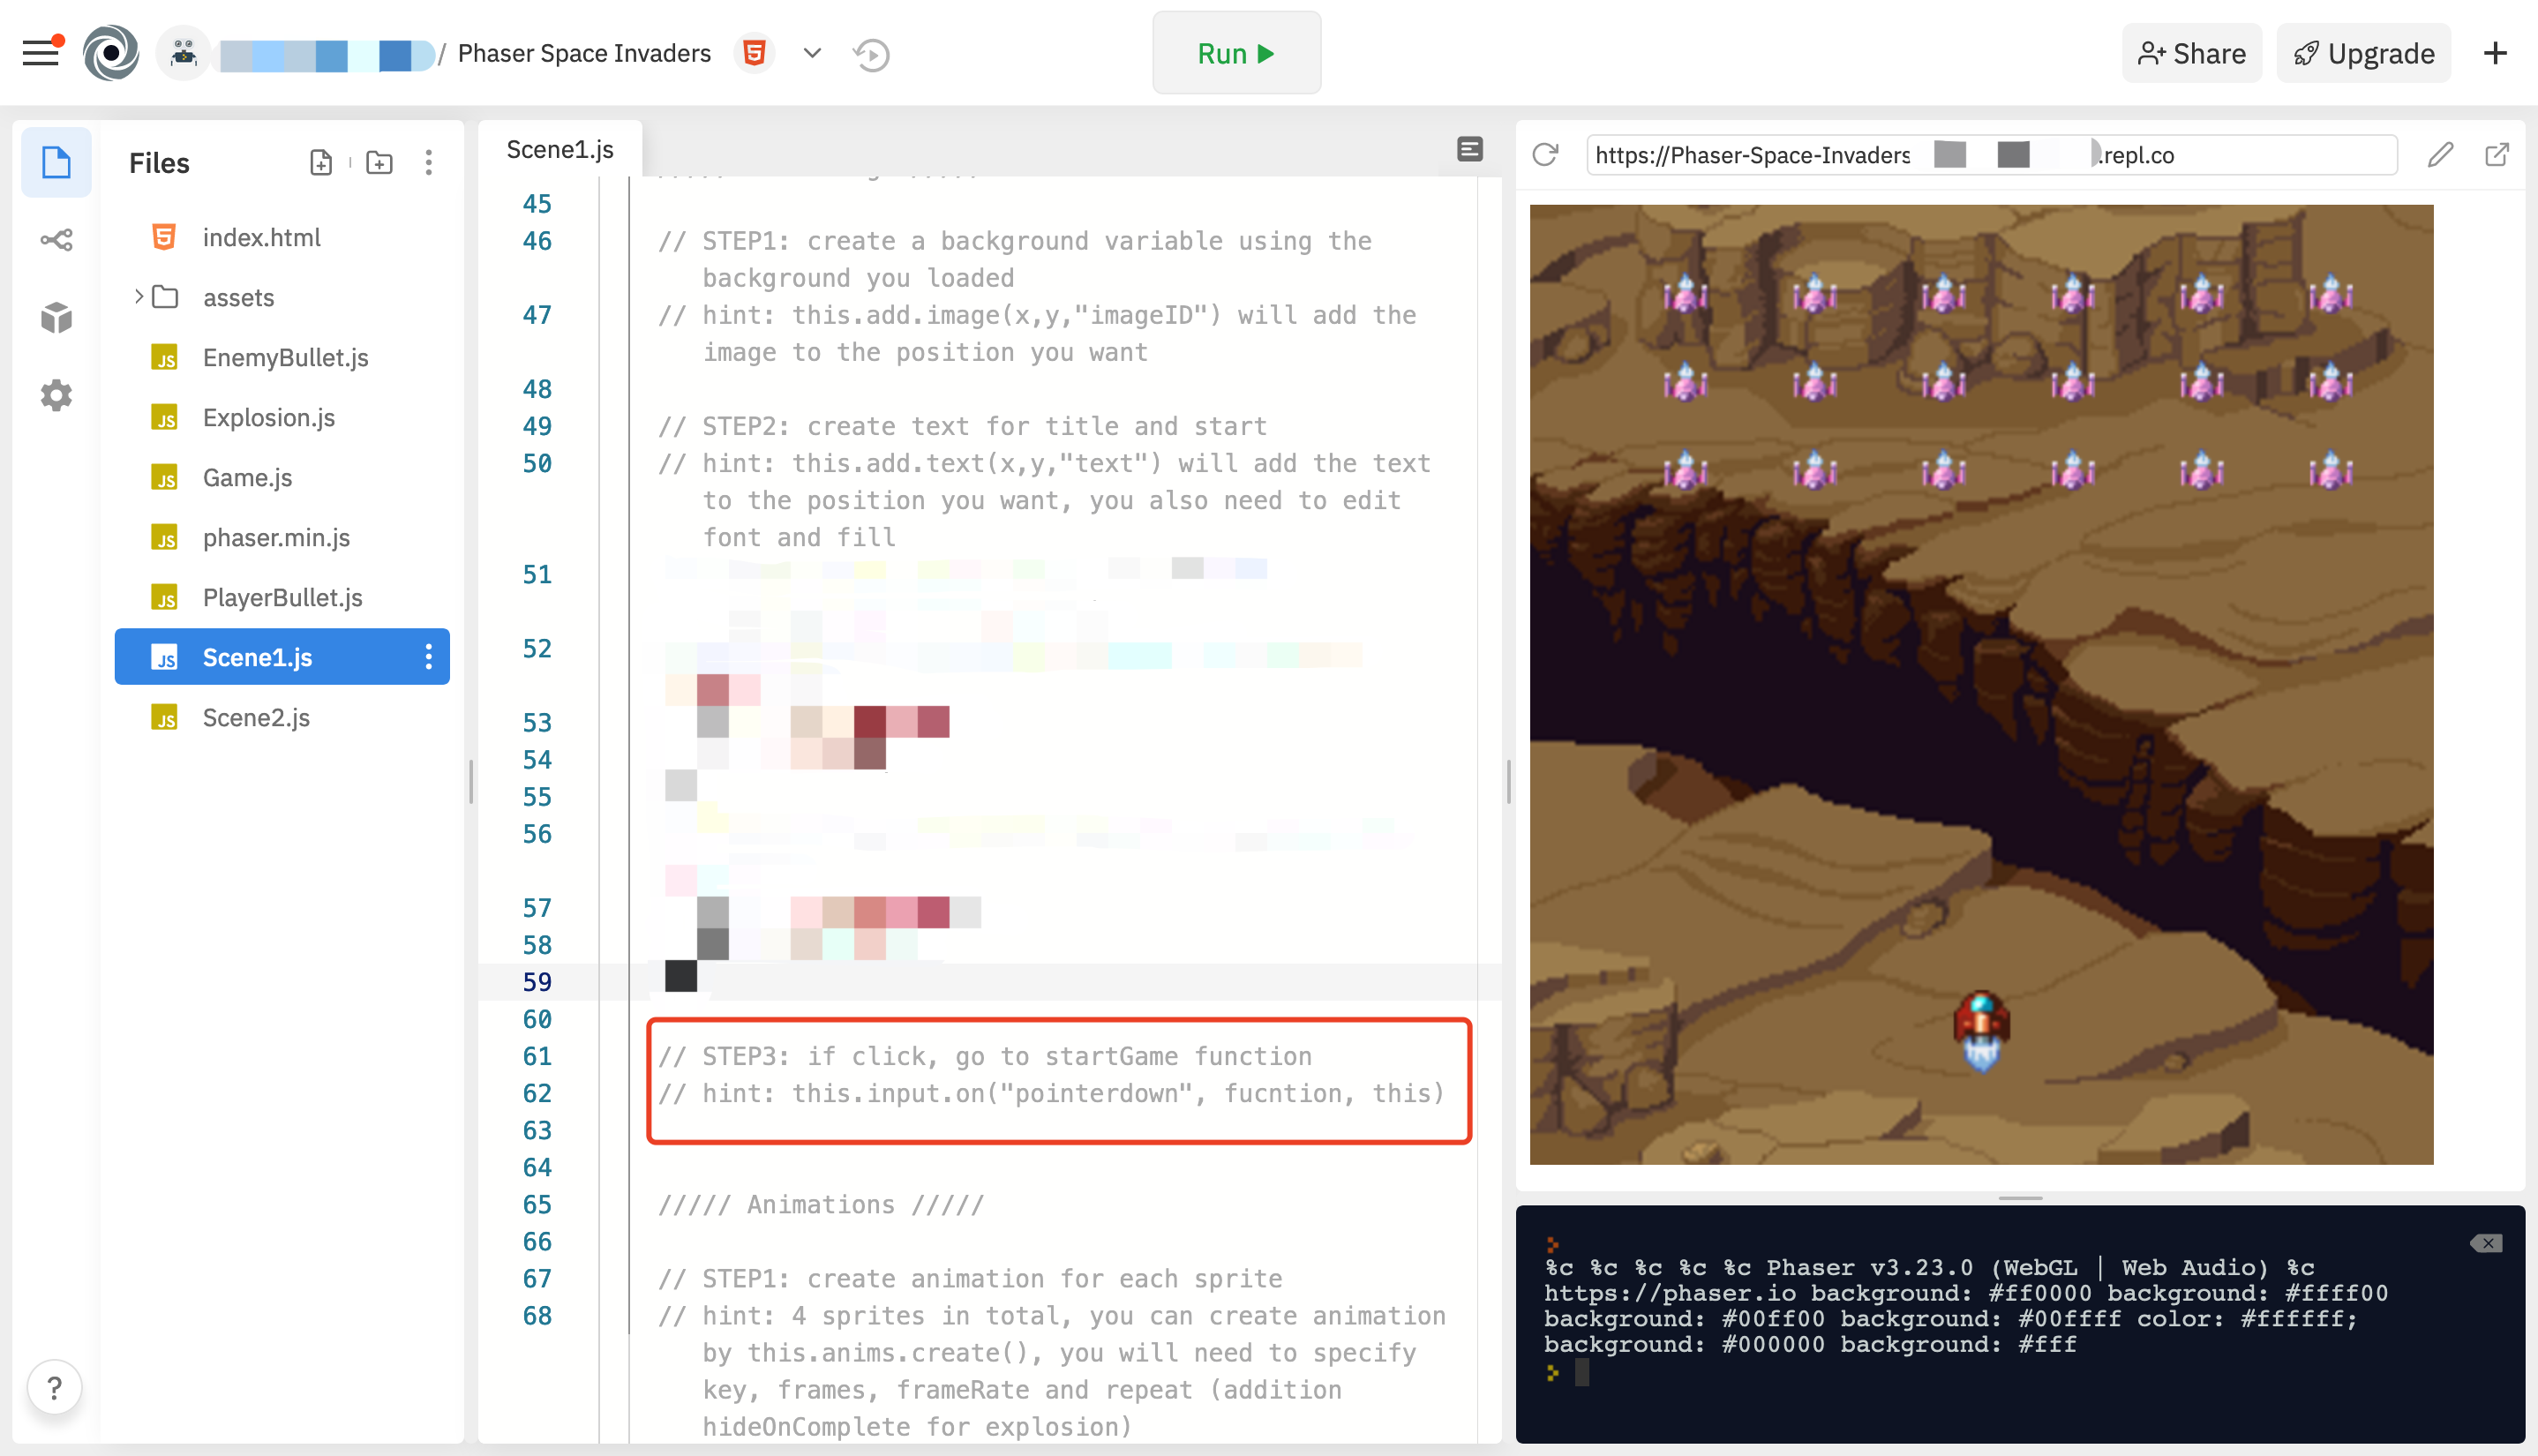 / Phaser Space Invaders
Run
Share
Upgrade
Files
index.html
assets
EnemyBullet.js
Explosion.js
Game.js
phaser.min.js
PlayerBullet.js
Scene1.js
Scene2.js
?
Scene1.js
45
46 // STEP1: create a background variable using the
background you loaded
47 // hint: this.add.image(x,y,"imageID") will add the
image to the position you want
48
49 // STEP2: create text for title and start
50 // hint: this.add.text(x,y,"text") will add the text
to the position you want, you also need to edit
font and fill
51
52
53
54
55
56
57
58
59
60
61 // STEP3: if click, go to startGame function
62 // hint: this.input.on("pointerdown", fucntion, this)
63
64
65 ///// Animations /////
66
67 // STEP1: create animation for each sprite
68 // hint: 4 sprites in total, you can create animation
by this.anims.create(), you will need to specify
key, frames, frameRate and repeat (addition
hideOnComplete for explosion)
https://Phaser-Space-Invaders .repl.co
%c %c %c %c %c Phaser v3.23.0 (WebGL | Web Audio) %c
https://phaser.io background: #ff0000 background: #ffff00
background: #00ff00 background: #00ffff color: #ffffff;
background: #000000 background: #fff